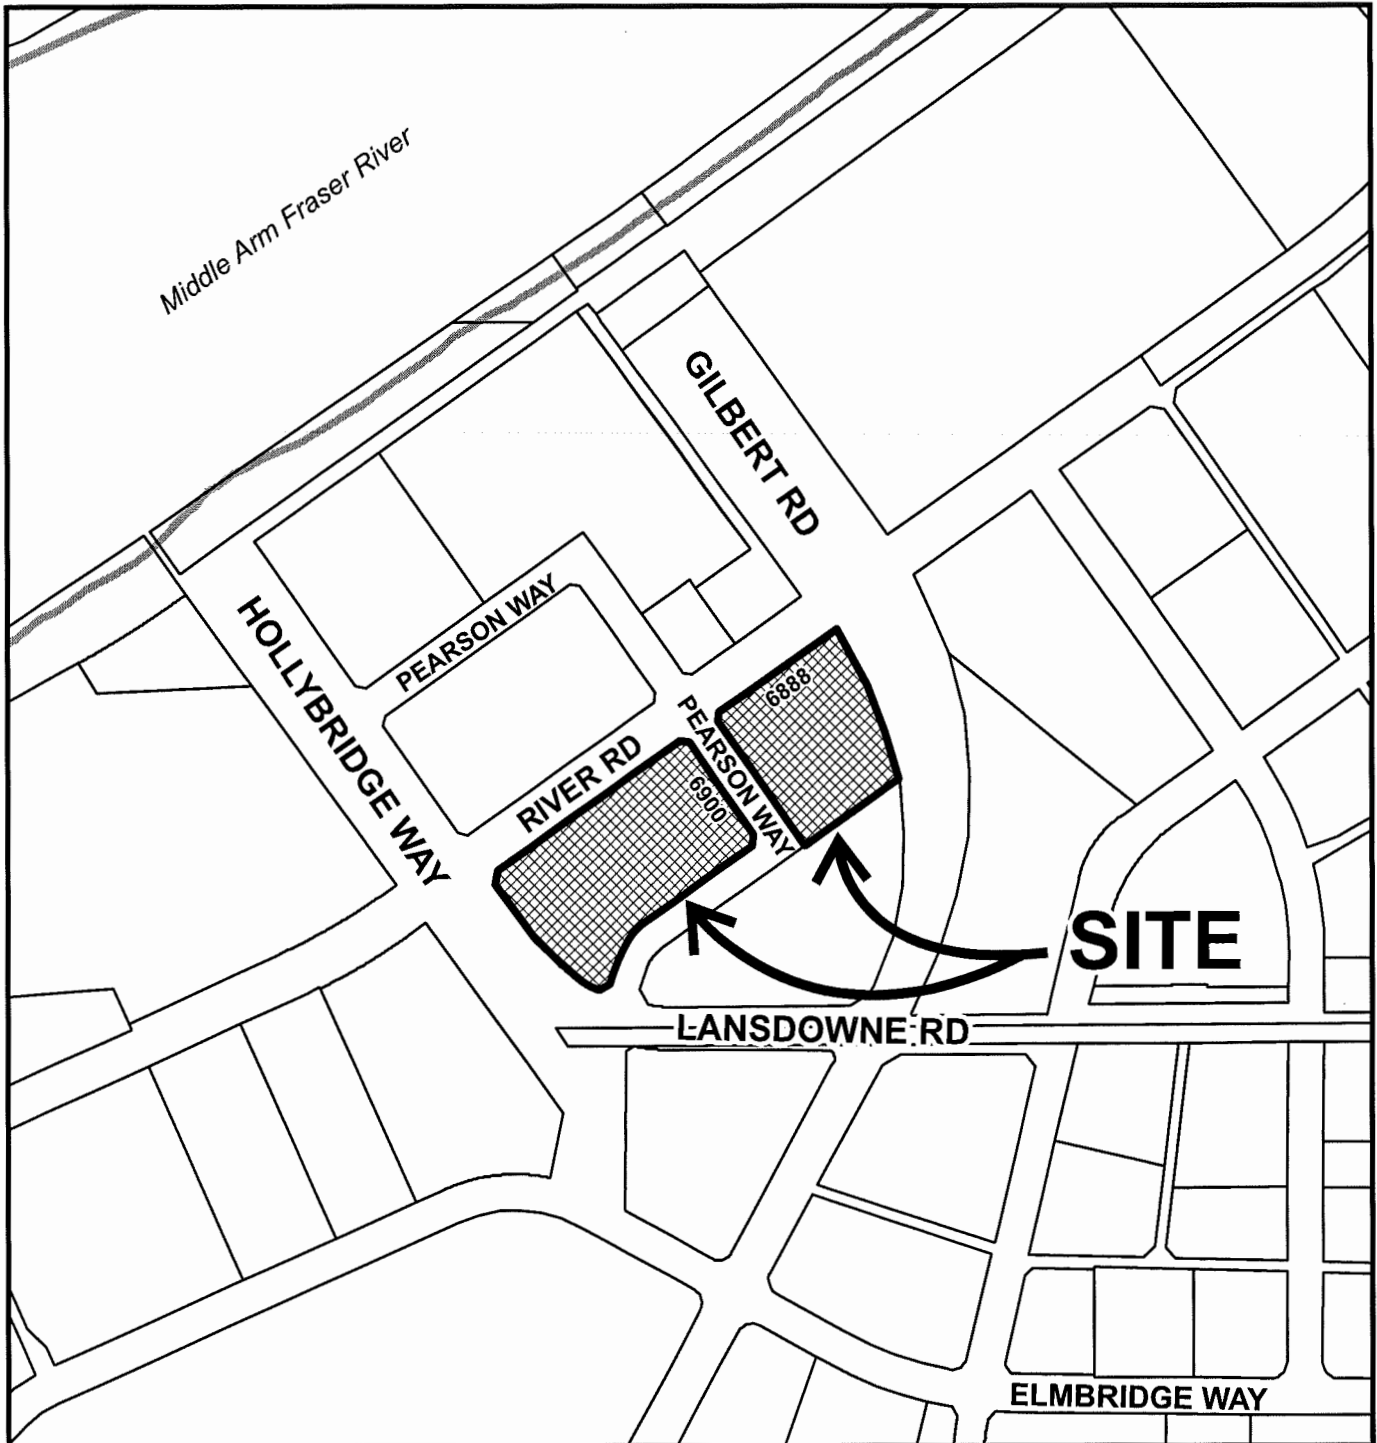 Middle Arm Fraser River
GILBERT RD
HOLLYBRIDGE WAY
PEARSON WAY
6888
PEARSON WAY
RIVER RD
6900
SITE
LANSDOWNE RD
ELMBRIDGE WAY